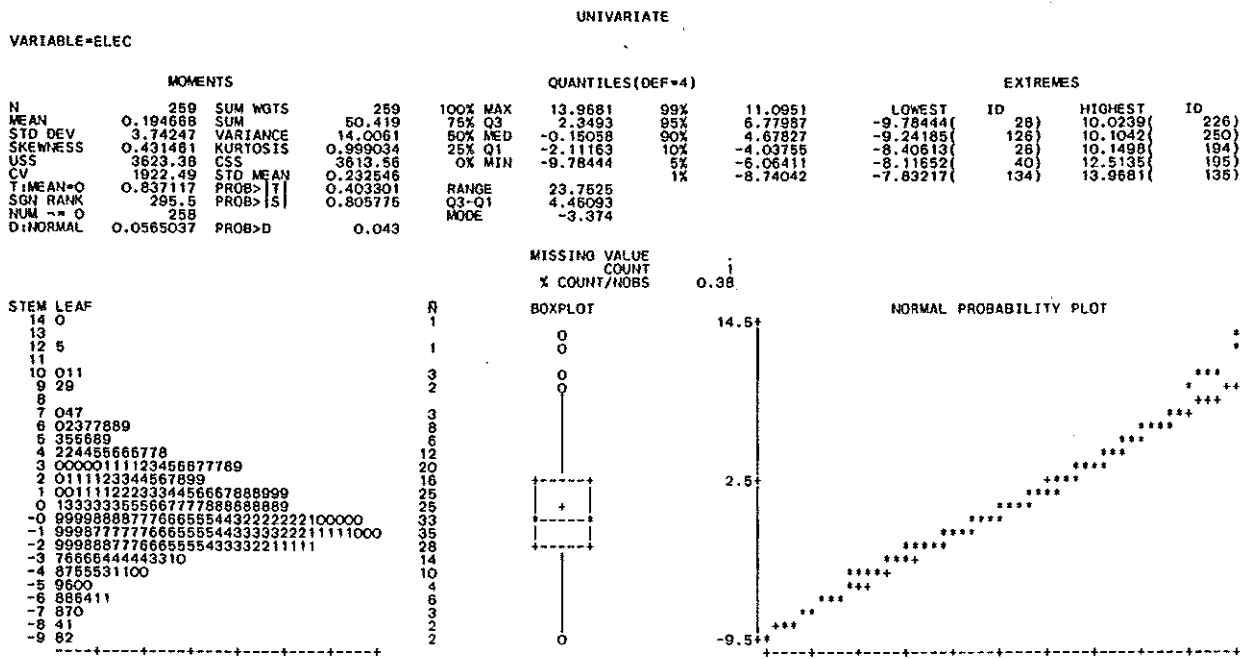 UNIVARIATE
VARIABLE=ELEC
MOMENTS QUANTILES(DEF=4) EXTREMES
N 259 SUM WGTS 259 100% MAX 13.9681 99% 11.0951 LOWEST ID HIGHEST ID
MEAN 0.194668 SUM 50.419 75% Q3 2.3493 95% 6.77987 -9.78444( 28) 10.0239( 226)
STD DEV 3.74247 VARIANCE 14.0061 50% MED -0.15058 90% 4.67827 -9.24185( 126) 10.1042( 250)
SKEWNESS 0.431461 KURTOSIS 0.999034 25% Q1 -2.11163 10% -4.03755 -8.40613( 26) 10.1498( 194)
USS 3623.38 CSS 3613.56 0% MIN -9.78444 5% -6.06411 -8.11652( 40) 12.5135( 195)
CV 1922.49 STD MEAN 0.232546 1% -8.74042 -7.83217( 134) 13.9681( 135)
T:MEAN=0 0.837117 PROB>|T| 0.403301 RANGE 23.7525
SGN RANK 295.5 PROB>|S| 0.805775 Q3-Q1 4.46093
NUM ¬= 0 258 MODE -3.374
D:NORMAL 0.0565037 PROB>D 0.043
MISSING VALUE .
COUNT 1
% COUNT/NOBS 0.38
STEM LEAF N BOXPLOT NORMAL PROBABILITY PLOT
14 0 1 14.5+
13 0
12 5 1 0
11
10 011 3 0
9 29 2 0
8
7 047 3
6 02377889 8
5 355689 6
4 224455666778 12
3 00000111123456677789 20
2 0111123344567899 16 2.5+
1 0011112223333445666788899 25
0 1333333555667777888888889 25
-0 999988888777666555443222222100000 33
-1 99987777776665555443333322211111000 35
-2 9998887776665555433332211111 28
-3 76666444443310 14
-4 8765531100 10
-5 9600 4
-6 886411 6
-7 870 3
-8 41 2
-9 82 2 0 -9.5+